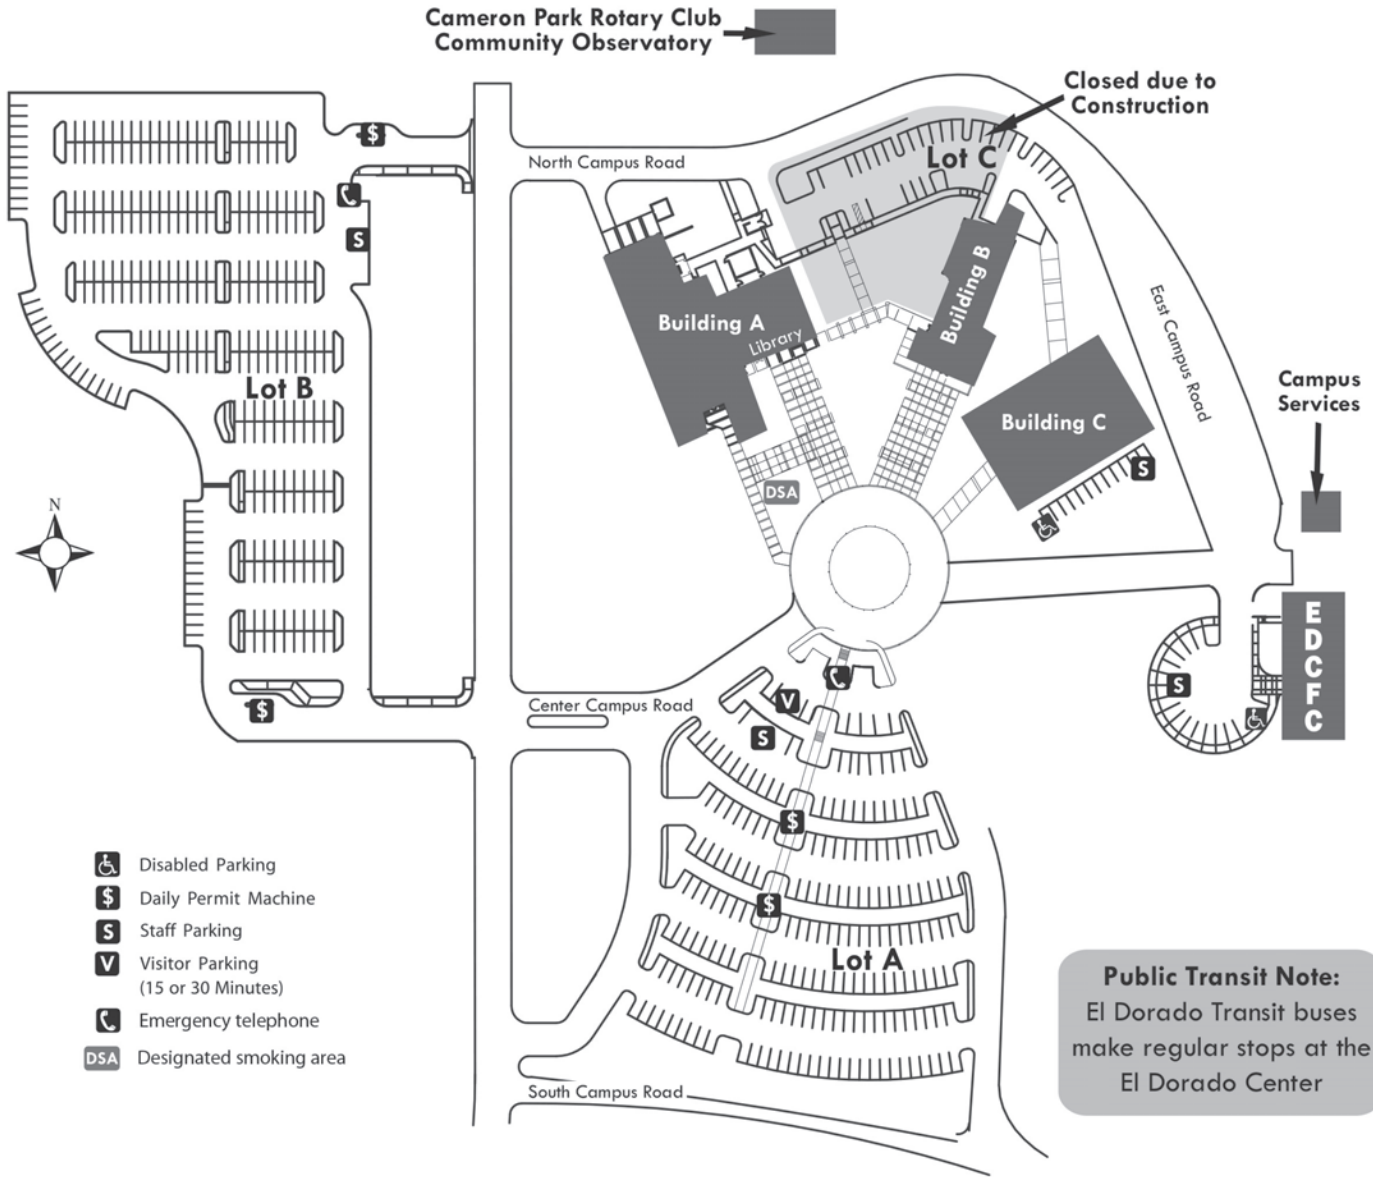 Cameron Park Rotary Club
Community Observatory
Closed due to
Construction
$
North Campus Road
Lot C
S
Building A
Library
Building B
East Campus Road
Campus
Services
Lot B
Building C
S
DSA
N
EDCFC
S
V
S
Center Campus Road
$
$
$
Lot A
Disabled Parking
$ Daily Permit Machine
S Staff Parking
V Visitor Parking
(15 or 30 Minutes)
Emergency telephone
DSA Designated smoking area
South Campus Road
Public Transit Note:
El Dorado Transit buses
make regular stops at the
El Dorado Center